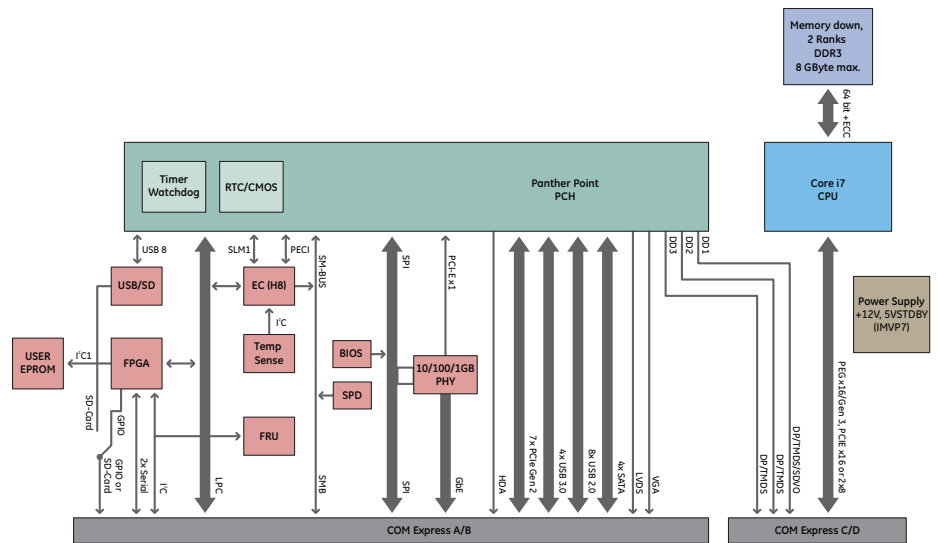 Memory down,
2 Ranks
DDR3
8 GByte max.
64 bit + ECC
Timer
Watchdog
RTC/CMOS
Panther Point
PCH
Core i7
CPU
USB 8
SLM1
PECI
SM-BUS
SPI
PCI-E x1
DD3
DD2
DD1
USB/SD
EC (H8)
I²C
Temp
Sense
Power Supply
+12V, 5VSTDBY
(IMVP7)
USER
EPROM
I²C1
FPGA
BIOS
10/100/1GB
PHY
SPD
SD-Card
GPIO
FRU
GPIO or
SD-Card
2x Serial
I²C
LPC
SMB
SPI
GbE
HDA
7x PCIe Gen 2
4x USB 3.0
8x USB 2.0
4x SATA
LVDS
VGA
DP/TMDS
DP/TMDS
DP/TMDS/SDVO
PEG x16/Gen 3, PCIE x16 or 2x8
COM Express A/B
COM Express C/D